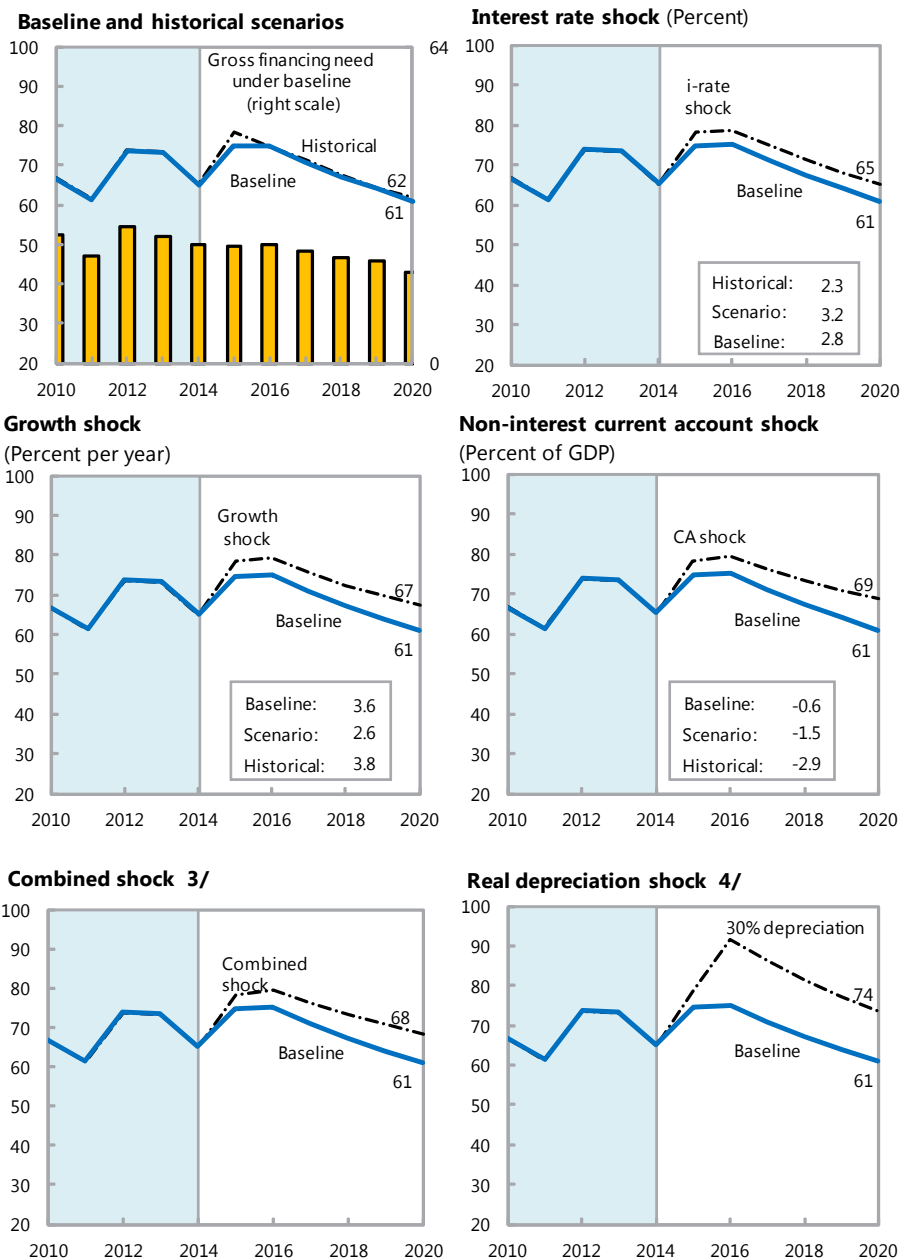 Baseline and historical scenarios
100
90
80
70
60
50
40
30
20
64
0
Gross financing need
under baseline
(right scale)
Historical
Baseline
62
61
2010 2012 2014 2016 2018 2020
Interest rate shock (Percent)
100
90
80
70
60
50
40
30
20
i-rate
shock
65
Baseline
61
Historical: 2.3
Scenario: 3.2
Baseline: 2.8
2010 2012 2014 2016 2018 2020
Growth shock
(Percent per year)
100
90
80
70
60
50
40
30
20
Growth
shock
67
Baseline
61
Baseline: 3.6
Scenario: 2.6
Historical: 3.8
2010 2012 2014 2016 2018 2020
Non-interest current account shock
(Percent of GDP)
100
90
80
70
60
50
40
30
20
CA shock
69
Baseline
61
Baseline: -0.6
Scenario: -1.5
Historical: -2.9
2010 2012 2014 2016 2018 2020
Combined shock 3/
100
90
80
70
60
50
40
30
20
Combined
shock
68
Baseline
61
2010 2012 2014 2016 2018 2020
Real depreciation shock 4/
100
90
80
70
60
50
40
30
20
30% depreciation
74
Baseline
61
2010 2012 2014 2016 2018 2020